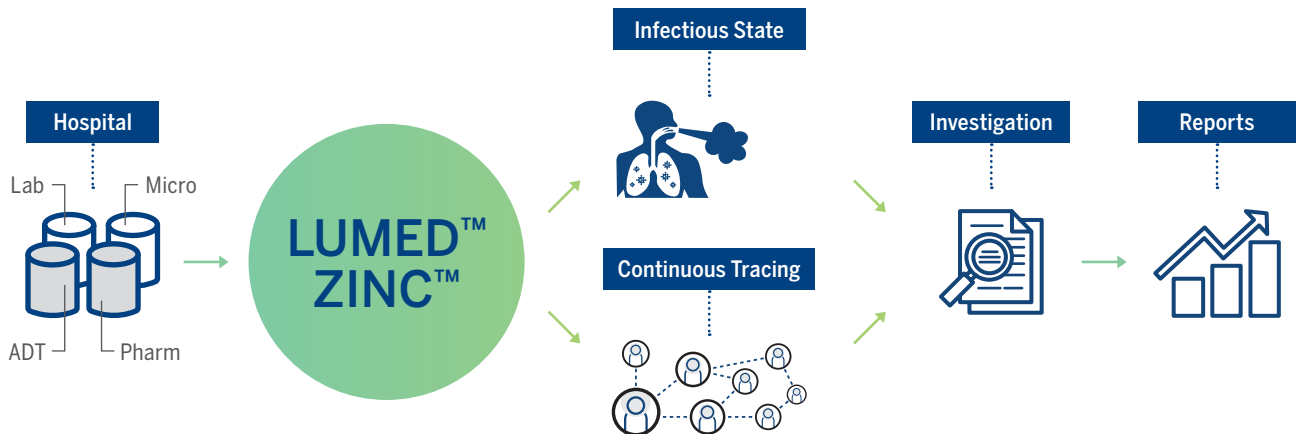 Hospital
Lab
Micro
ADT
Pharm
LUMED™
ZINC™
Infectious State
Continuous Tracing
Investigation
Reports